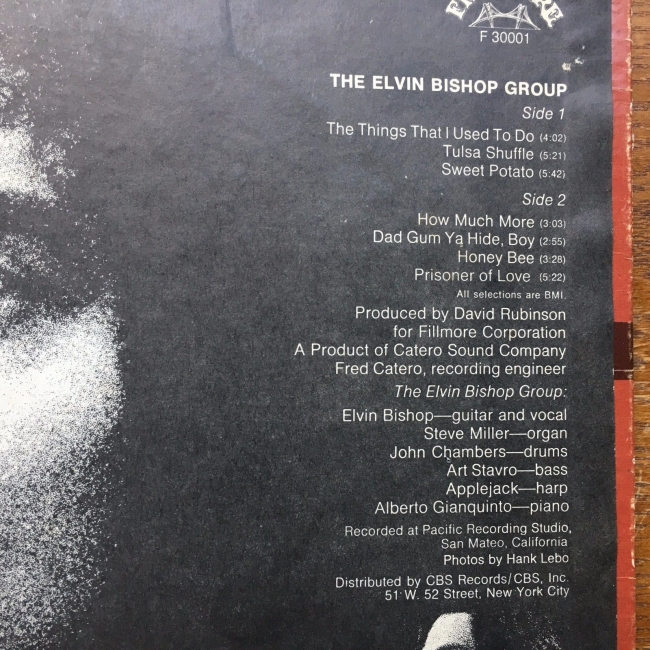 F 30001
THE ELVIN BISHOP GROUP
Side 1
The Things That I Used To Do (4:02)
Tulsa Shuffle (5:21)
Sweet Potato (5:42)
Side 2
How Much More (3:03)
Dad Gum Ya Hide, Boy (2:55)
Honey Bee (3:28)
Prisoner of Love (5:22)
All selections are BMI.
Produced by David Rubinson
for Fillmore Corporation
A Product of Catero Sound Company
Fred Catero, recording engineer
The Elvin Bishop Group:
Elvin Bishop—guitar and vocal
Steve Miller—organ
John Chambers—drums
Art Stavro—bass
Applejack—harp
Alberto Gianquinto—piano
Recorded at Pacific Recording Studio,
San Mateo, California
Photos by Hank Lebo
Distributed by CBS Records/CBS, Inc.
51 W. 52 Street, New York City